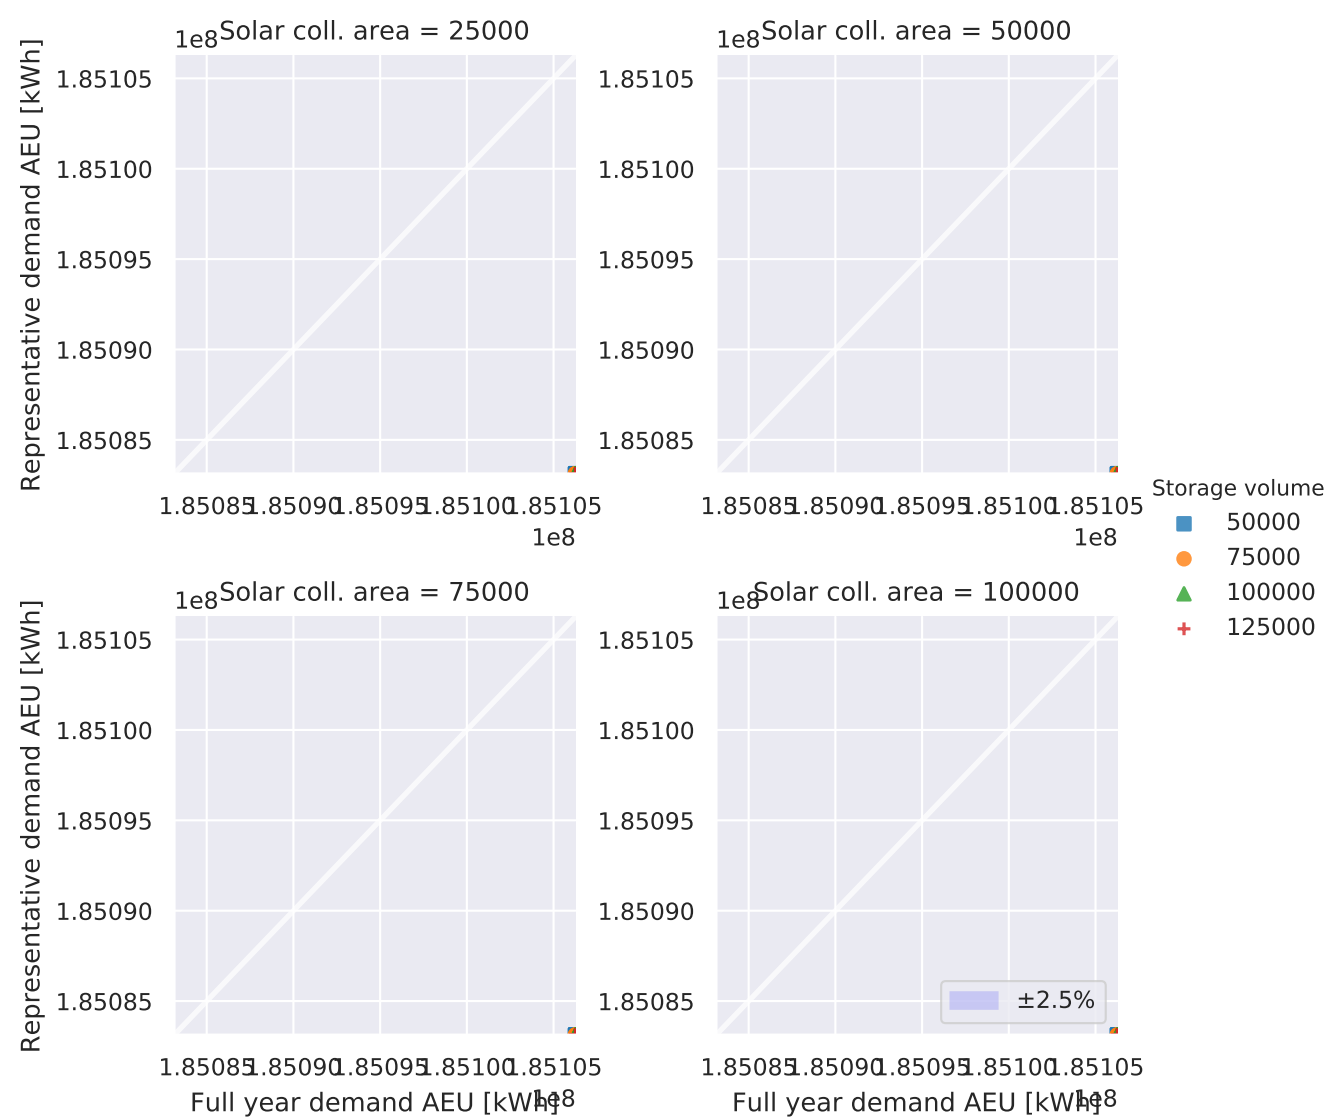 1e8
Solar coll. area = 25000
Representative demand AEU [kWh]
1.85105
1.85100
1.85095
1.85090
1.85085
1.85085
1.85090
1.85095
1.85100
1.85105
1e8
1e8
Solar coll. area = 50000
1.85105
1.85100
1.85095
1.85090
1.85085
1.85085
1.85090
1.85095
1.85100
1.85105
1e8
Storage volume
50000
75000
100000
125000
1e8
Solar coll. area = 75000
Representative demand AEU [kWh]
1.85105
1.85100
1.85095
1.85090
1.85085
1.85085
1.85090
1.85095
1.85100
1.85105
1e8
Full year demand AEU [kWh]
1e8
Solar coll. area = 100000
1.85105
1.85100
1.85095
1.85090
1.85085
±2.5%
1.85085
1.85090
1.85095
1.85100
1.85105
1e8
Full year demand AEU [kWh]